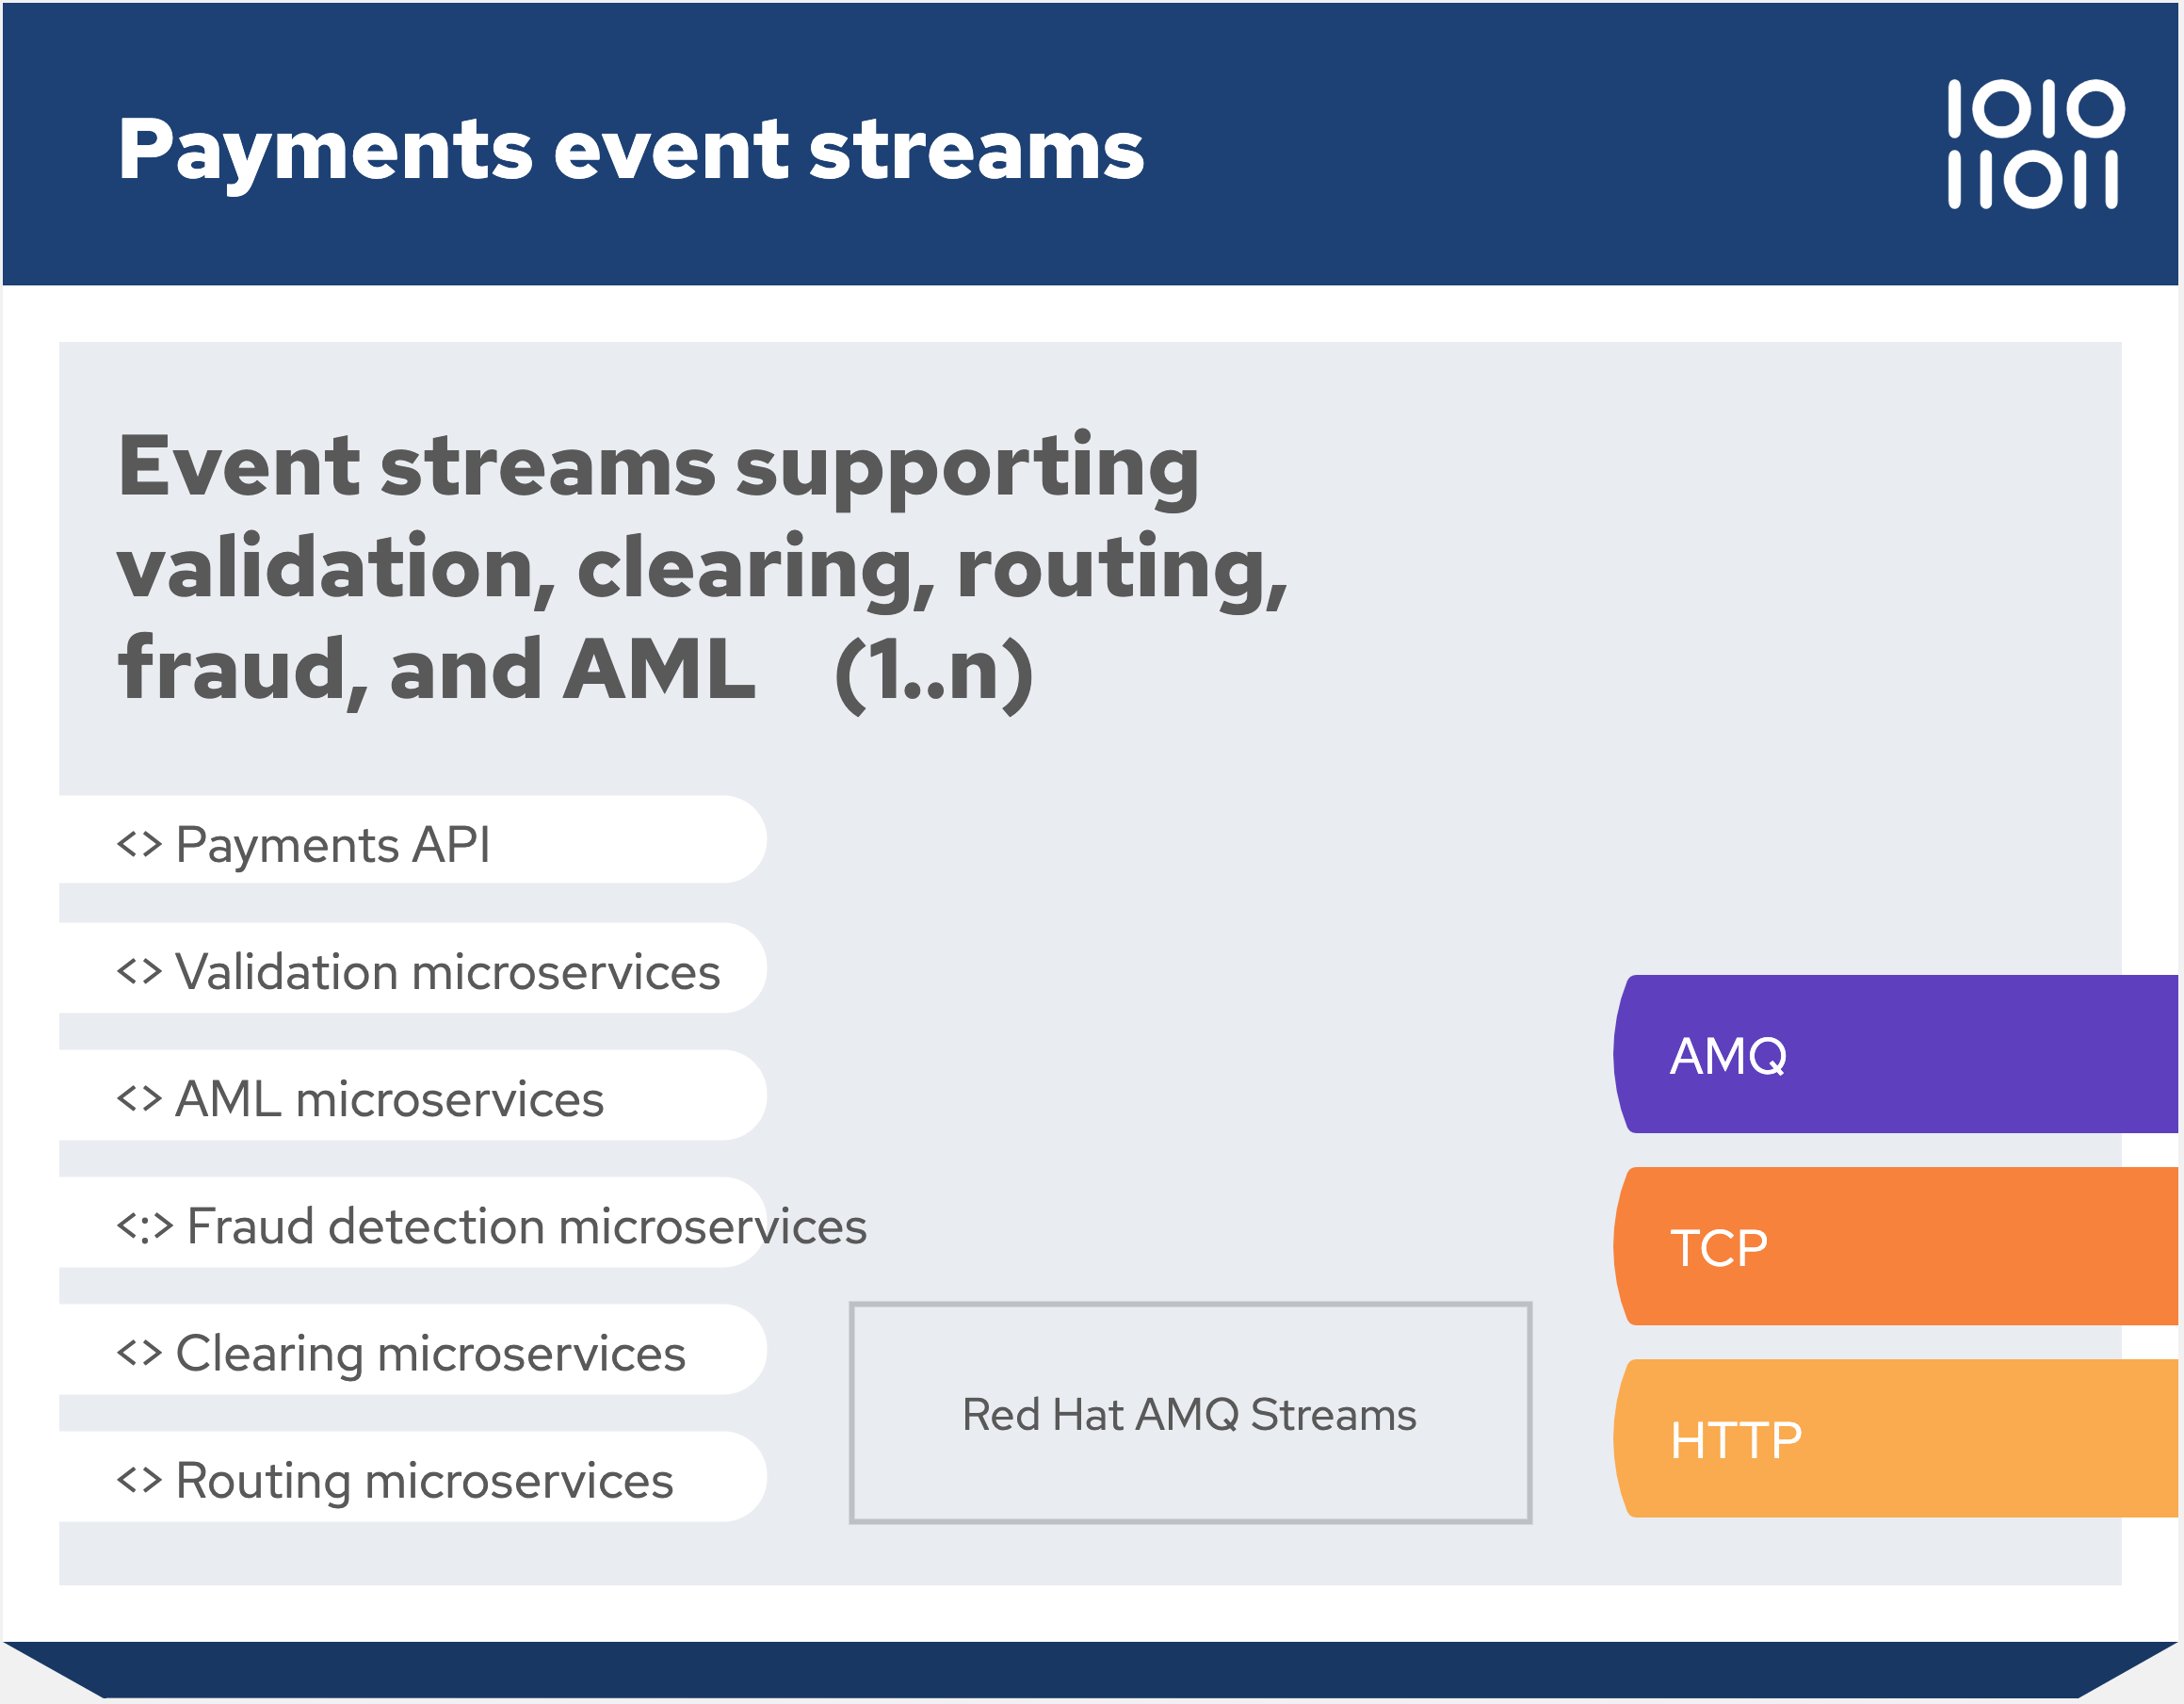 Payments event streams
1010
11011
Event streams supporting
validation, clearing, routing,
fraud, and AML (1..n)
<> Payments API
<> Validation microservices
<> AML microservices
<:> Fraud detection microservices
<> Clearing microservices
<> Routing microservices
Red Hat AMQ Streams
AMQ
TCP
HTTP